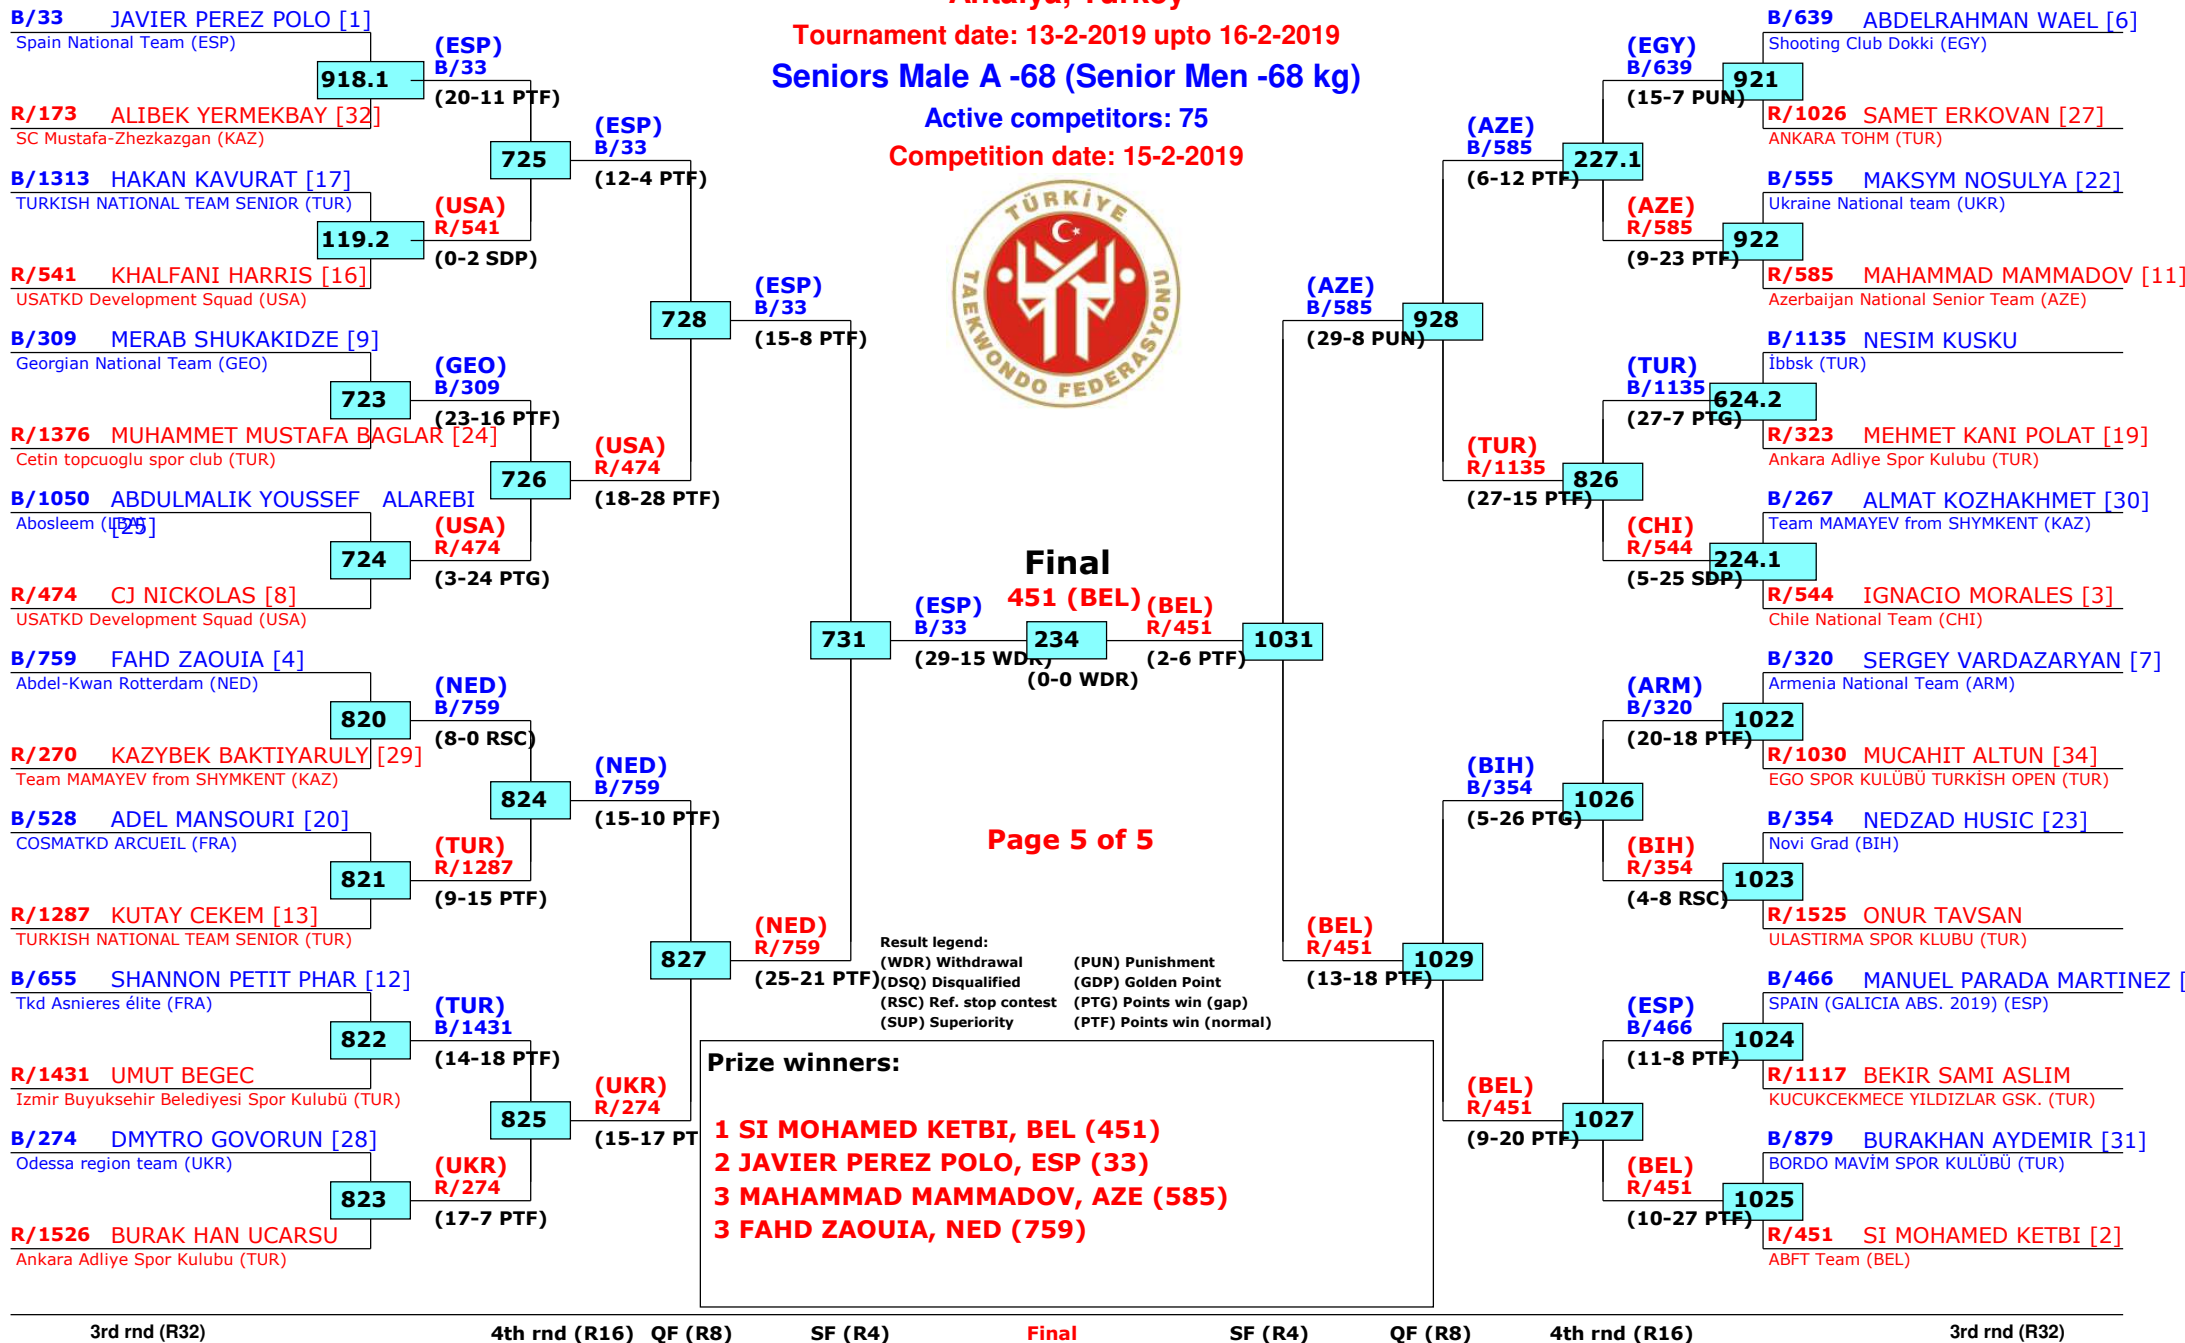 Antalya, Turkey
Tournament date: 13-2-2019 upto 16-2-2019
Seniors Male A -68 (Senior Men -68 kg)
Active competitors: 75
Competition date: 15-2-2019
TÜRKİYE
TAEKWONDO FEDERASYONU
B/33 JAVIER PEREZ POLO [1]
Spain National Team (ESP)
918.1
R/173 ALIBEK YERMEKBAY [32]
SC Mustafa-Zhezkazgan (KAZ)
B/1313 HAKAN KAVURAT [17]
TURKISH NATIONAL TEAM SENIOR (TUR)
119.2
R/541 KHALFANI HARRIS [16]
USATKD Development Squad (USA)
B/309 MERAB SHUKAKIDZE [9]
Georgian National Team (GEO)
723
R/1376 MUHAMMET MUSTAFA BAGLAR [24]
Cetin topcuoglu spor club (TUR)
B/1050 ABDULMALIK YOUSSEF ALAREBI
[25]
Abosleem (LBA)
724
R/474 CJ NICKOLAS [8]
USATKD Development Squad (USA)
B/759 FAHD ZAOUIA [4]
Abdel-Kwan Rotterdam (NED)
820
R/270 KAZYBEK BAKTIYARULY [29]
Team MAMAYEV from SHYMKENT (KAZ)
B/528 ADEL MANSOURI [20]
COSMATKD ARCUEIL (FRA)
821
R/1287 KUTAY CEKEM [13]
TURKISH NATIONAL TEAM SENIOR (TUR)
B/655 SHANNON PETIT PHAR [12]
Tkd Asnieres élite (FRA)
822
R/1431 UMUT BEGEC
Izmir Buyuksehir Belediyesi Spor Kulubü (TUR)
B/274 DMYTRO GOVORUN [28]
Odessa region team (UKR)
823
R/1526 BURAK HAN UCARSU
Ankara Adliye Spor Kulubu (TUR)
(ESP)
B/33
(20-11 PTF)
725
(USA)
R/541
(0-2 SDP)
(GEO)
B/309
(23-16 PTF)
726
(USA)
R/474
(3-24 PTG)
(NED)
B/759
(8-0 RSC)
824
(TUR)
R/1287
(9-15 PTF)
(TUR)
B/1431
(14-18 PTF)
825
(UKR)
R/274
(17-7 PTF)
(ESP)
B/33
(12-4 PTF)
728
(USA)
R/474
(18-28 PTF)
(NED)
B/759
(15-10 PTF)
827
(UKR)
R/274
(15-17 PT
(ESP)
B/33
(15-8 PTF)
731
(NED)
R/759
(25-21 PTF)
(ESP)
B/33
(29-15 WDR)
Final
451 (BEL)
234
(0-0 WDR)
(BEL)
R/451
(2-6 PTF)
1031
(AZE)
B/585
(29-8 PUN)
928
(BEL)
R/451
(13-18 PTF)
1029
(AZE)
B/585
(6-12 PTF)
227.1
(TUR)
R/1135
(27-15 PTF)
826
(BIH)
B/354
(5-26 PTG)
1026
(BEL)
R/451
(9-20 PTF)
1027
(EGY)
B/639
(15-7 PUN)
921
(AZE)
R/585
(9-23 PTF)
922
(TUR)
B/1135
(27-7 PTG)
624.2
(CHI)
R/544
(5-25 SDP)
224.1
(ARM)
B/320
(20-18 PTF)
1022
(BIH)
R/354
(4-8 RSC)
1023
(ESP)
B/466
(11-8 PTF)
1024
(BEL)
R/451
(10-27 PTF)
1025
B/639 ABDELRAHMAN WAEL [6]
Shooting Club Dokki (EGY)
R/1026 SAMET ERKOVAN [27]
ANKARA TOHM (TUR)
B/555 MAKSYM NOSULYA [22]
Ukraine National team (UKR)
R/585 MAHAMMAD MAMMADOV [11]
Azerbaijan National Senior Team (AZE)
B/1135 NESIM KUSKU
İbbsk (TUR)
R/323 MEHMET KANI POLAT [19]
Ankara Adliye Spor Kulubu (TUR)
B/267 ALMAT KOZHAKHMET [30]
Team MAMAYEV from SHYMKENT (KAZ)
R/544 IGNACIO MORALES [3]
Chile National Team (CHI)
B/320 SERGEY VARDAZARYAN [7]
Armenia National Team (ARM)
R/1030 MUCAHIT ALTUN [34]
EGO SPOR KULÜBÜ TURKİSH OPEN (TUR)
B/354 NEDZAD HUSIC [23]
Novi Grad (BIH)
R/1525 ONUR TAVSAN
ULASTIRMA SPOR KLUBU (TUR)
B/466 MANUEL PARADA MARTINEZ [
SPAIN (GALICIA ABS. 2019) (ESP)
R/1117 BEKIR SAMI ASLIM
KUCUKCEKMECE YILDIZLAR GSK. (TUR)
B/879 BURAKHAN AYDEMIR [31]
BORDO MAVİM SPOR KULÜBÜ (TUR)
R/451 SI MOHAMED KETBI [2]
ABFT Team (BEL)
Page 5 of 5
Result legend:
(WDR) Withdrawal (PUN) Punishment
(DSQ) Disqualified (GDP) Golden Point
(RSC) Ref. stop contest (PTG) Points win (gap)
(SUP) Superiority (PTF) Points win (normal)
Prize winners:
1 SI MOHAMED KETBI, BEL (451)
2 JAVIER PEREZ POLO, ESP (33)
3 MAHAMMAD MAMMADOV, AZE (585)
3 FAHD ZAOUIA, NED (759)
3rd rnd (R32) 4th rnd (R16) QF (R8) SF (R4) Final SF (R4) QF (R8) 4th rnd (R16) 3rd rnd (R32)